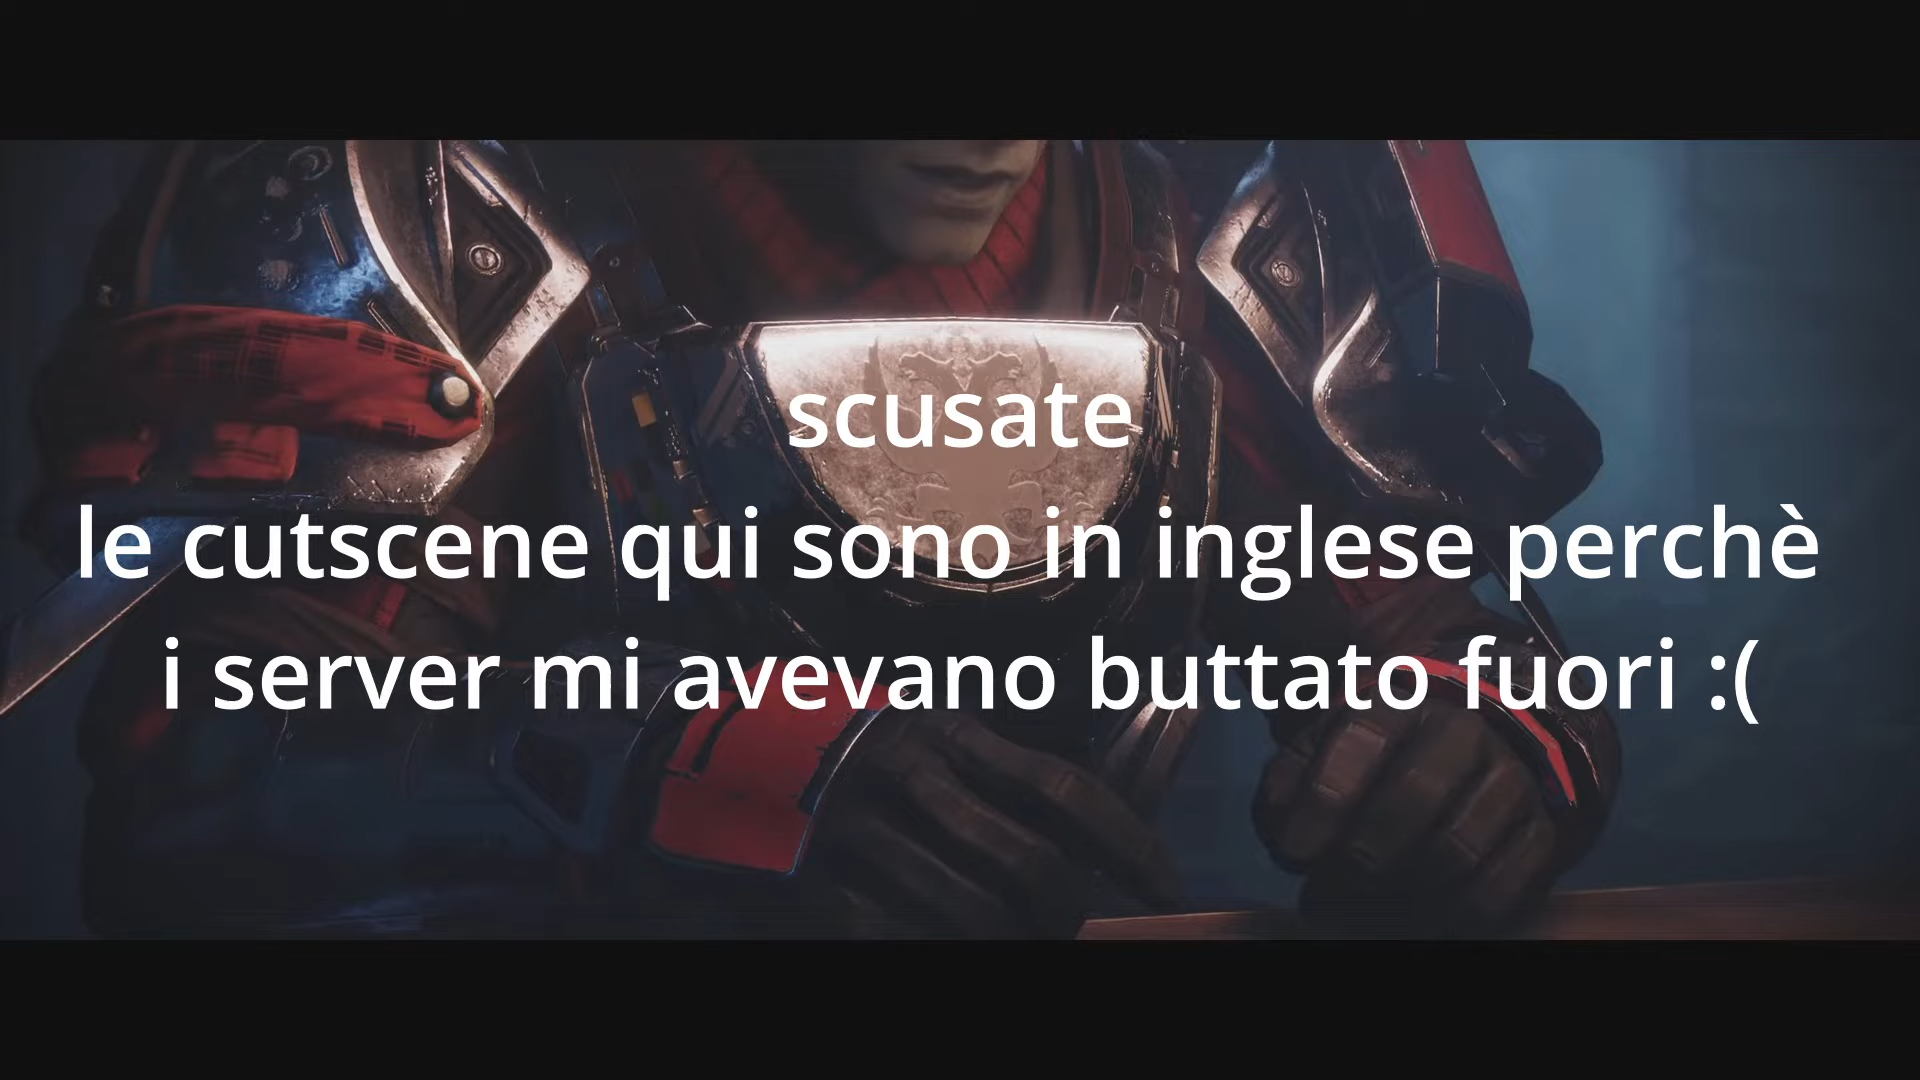 scusate
le cutscene qui sono in inglese perchè
i server mi avevano buttato fuori :(